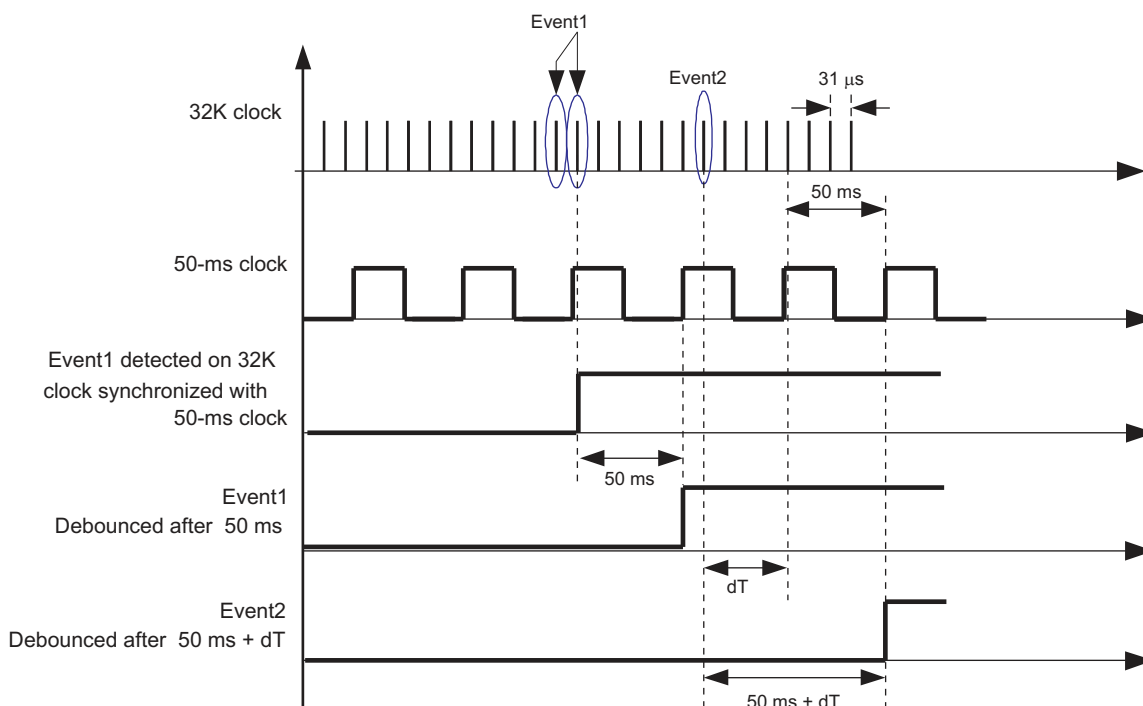 Event1
Event2
31 μs
32K clock
50 ms
50-ms clock
Event1 detected on 32K
clock synchronized with
50-ms clock
50 ms
Event1
Debounced after 50 ms
dT
Event2
Debounced after 50 ms + dT
50 ms + dT